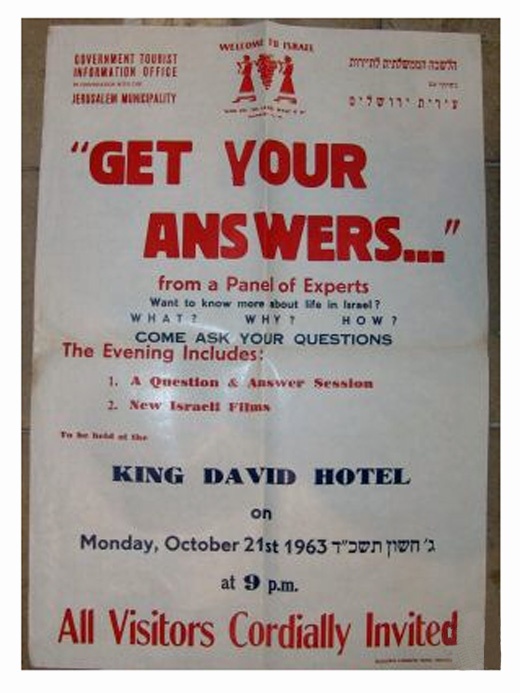 WELCOME TO ISRAEL
GOVERNMENT TOURIST
INFORMATION OFFICE
JERUSALEM MUNICIPALITY
הלשכה הממשלתית לתיירות
עירית ירושלים
"GET YOUR
ANSWERS..."
from a Panel of Experts
Want to know more about life in Israel?
WHAT? WHY? HOW?
COME ASK YOUR QUESTIONS
The Evening Includes:
1. A Question & Answer Session
2. New Israeli Films
To be held at the
KING DAVID HOTEL
on
Monday, October 21st 1963 ג' חשון תשכ"ד
at 9 p.m.
All Visitors Cordially Invited